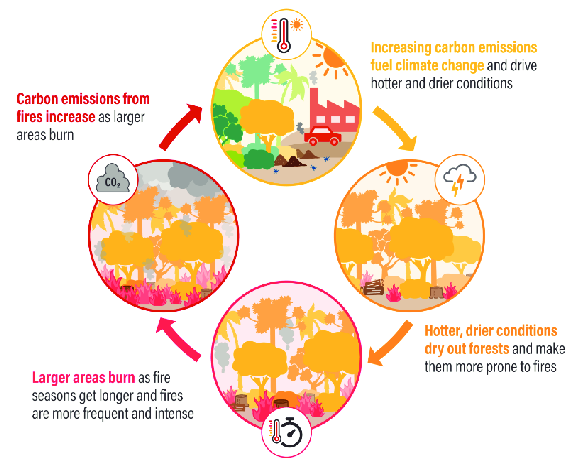 Increasing carbon emissions
fuel climate change and drive
hotter and drier conditions
Hotter, drier conditions
dry out forests and make
them more prone to fires
Larger areas burn as fire
seasons get longer and fires
are more frequent and intense
Carbon emissions from
fires increase as larger
areas burn
CO₂